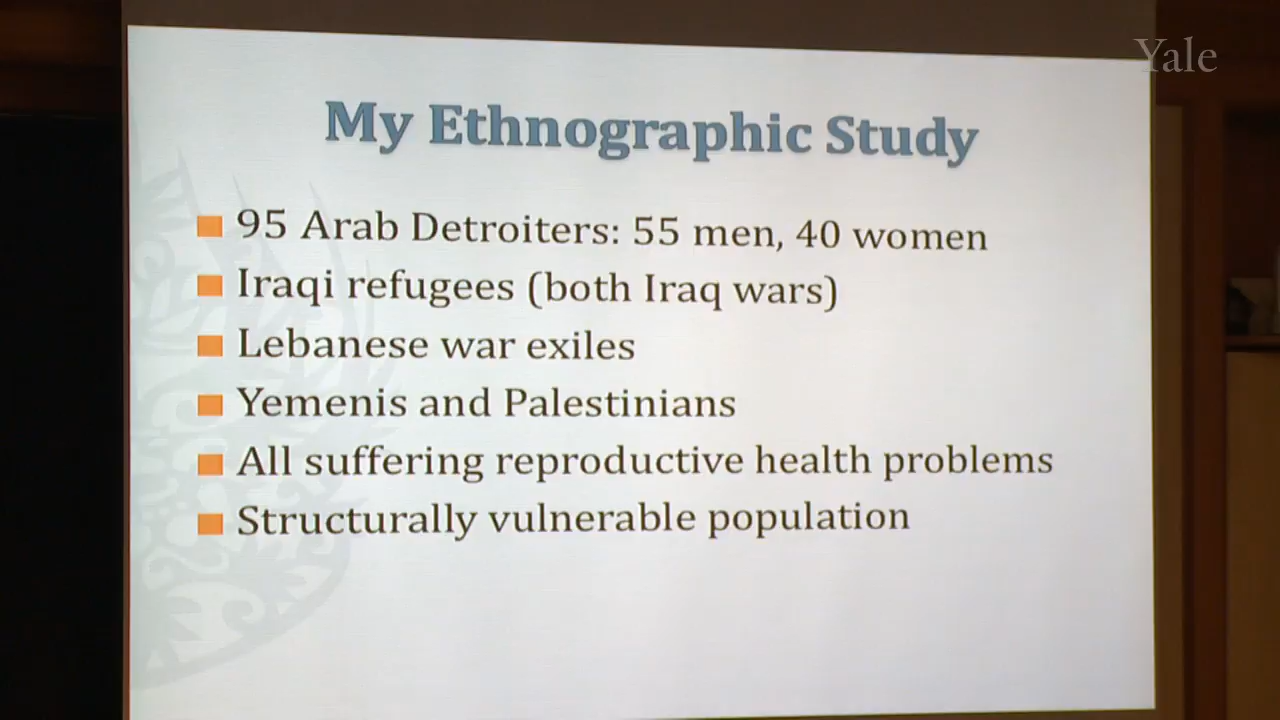 Yale
My Ethnographic Study
95 Arab Detroiters: 55 men, 40 women
Iraqi refugees (both Iraq wars)
Lebanese war exiles
Yemenis and Palestinians
All suffering reproductive health problems
Structurally vulnerable population